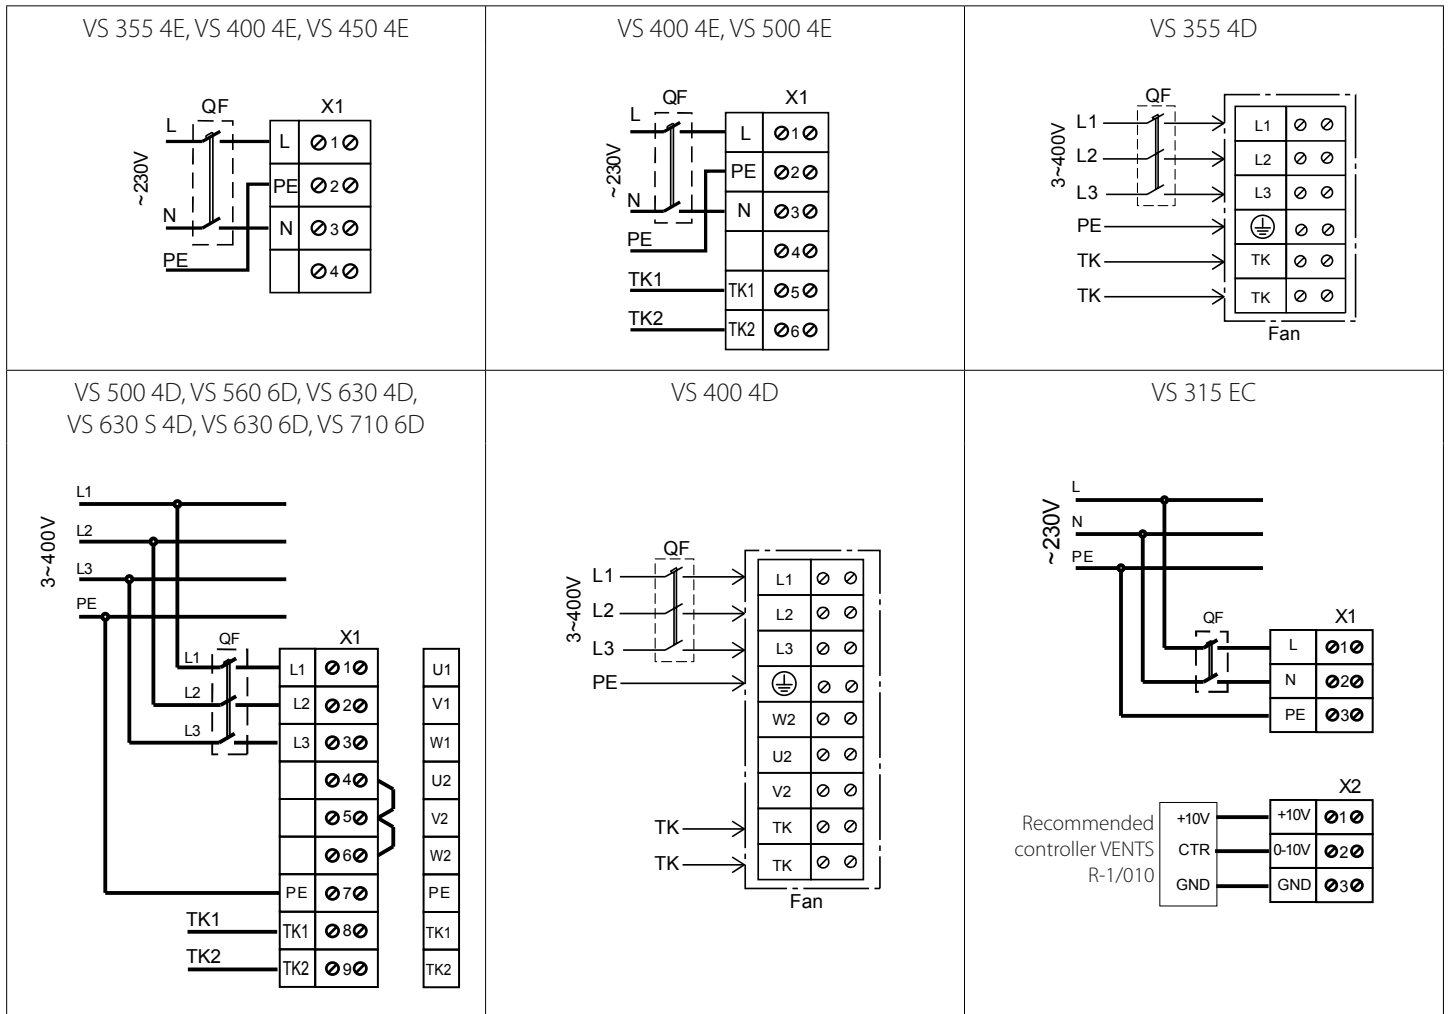 VS 355 4E, VS 400 4E, VS 450 4E
QF X1
L
L 1
~230V
PE 2
N
N 3
PE
4
VS 400 4E, VS 500 4E
QF X1
L
L 1
~230V
PE 2
N
N 3
PE
4
TK1
TK1 5
TK2
TK2 6
VS 355 4D
QF
3~400V
L1 L1
L2 L2
L3 L3
PE
TK TK
TK TK
Fan
VS 500 4D, VS 560 6D, VS 630 4D,
VS 630 S 4D, VS 630 6D, VS 710 6D
3~400V
L1
L2
L3
PE
QF X1
L1 L1 1 U1
L2 L2 2 V1
L3 L3 3 W1
4 U2
5 V2
6 W2
PE 7 PE
TK1 TK1 8 TK1
TK2 TK2 9 TK2
VS 400 4D
QF
3~400V
L1 L1
L2 L2
L3 L3
PE
W2
U2
V2
TK TK
TK TK
Fan
VS 315 EC
~230V
L
N
PE
QF X1
L 1
N 2
PE 3
X2
Recommended
controller VENTS
R-1/010
+10V +10V 1
CTR 0-10V 2
GND GND 3